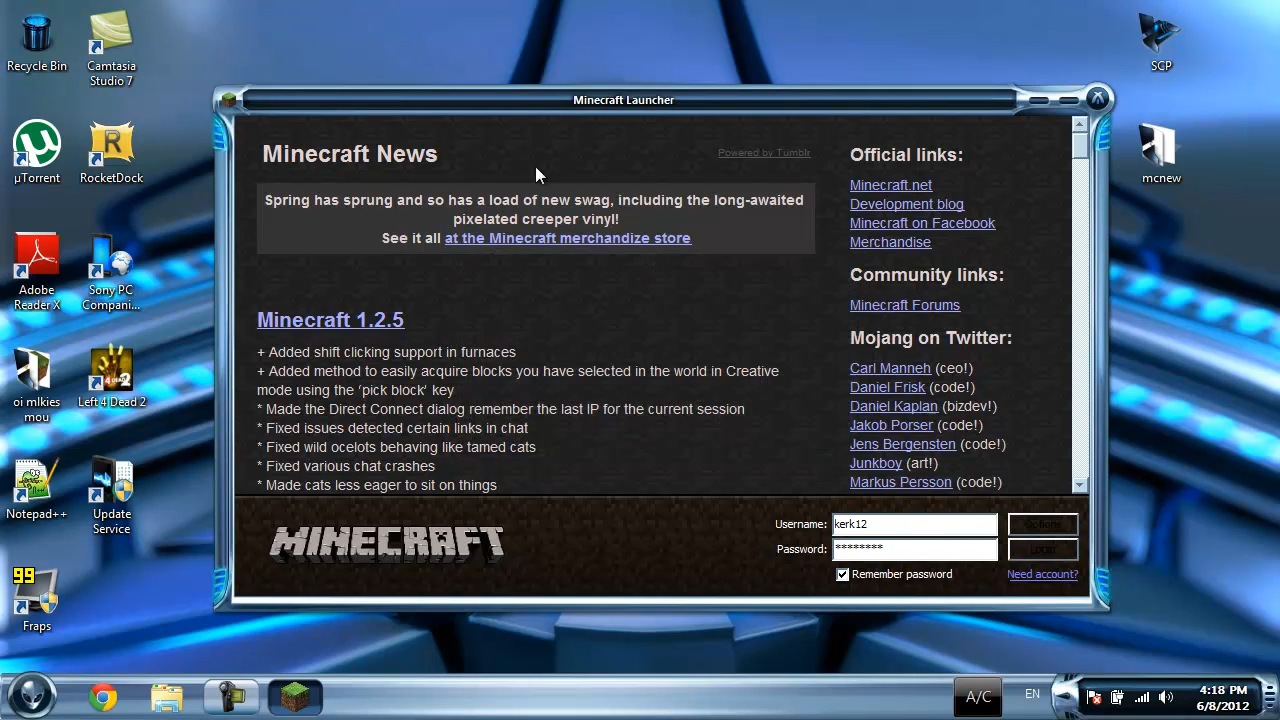 Recycle Bin
Camtasia
Studio 7
µTorrent
RocketDock
Adobe
Reader X
Sony PC
Compani...
oi mlkies
mou
Left 4 Dead 2
Notepad++
Update
Service
99
Fraps
SCP
mcnew
Minecraft Launcher
Minecraft News
Powered by Tumblr
Spring has sprung and so has a load of new swag, including the long-awaited
pixelated creeper vinyl!
See it all at the Minecraft merchandize store
Minecraft 1.2.5
+ Added shift clicking support in furnaces
+ Added method to easily acquire blocks you have selected in the world in Creative
mode using the ‘pick block’ key
* Made the Direct Connect dialog remember the last IP for the current session
* Fixed issues detected certain links in chat
* Fixed wild ocelots behaving like tamed cats
* Fixed various chat crashes
* Made cats less eager to sit on things
Official links:
Minecraft.net
Development blog
Minecraft on Facebook
Merchandise
Community links:
Minecraft Forums
Mojang on Twitter:
Carl Manneh (ceo!)
Daniel Frisk (code!)
Daniel Kaplan (bizdev!)
Jakob Porser (code!)
Jens Bergensten (code!)
Junkboy (art!)
Markus Persson (code!)
MINECRAFT
Username: kerk12 Options
Password: ******** Login
Remember password Need account?
A/C
EN
4:18 PM
6/8/2012